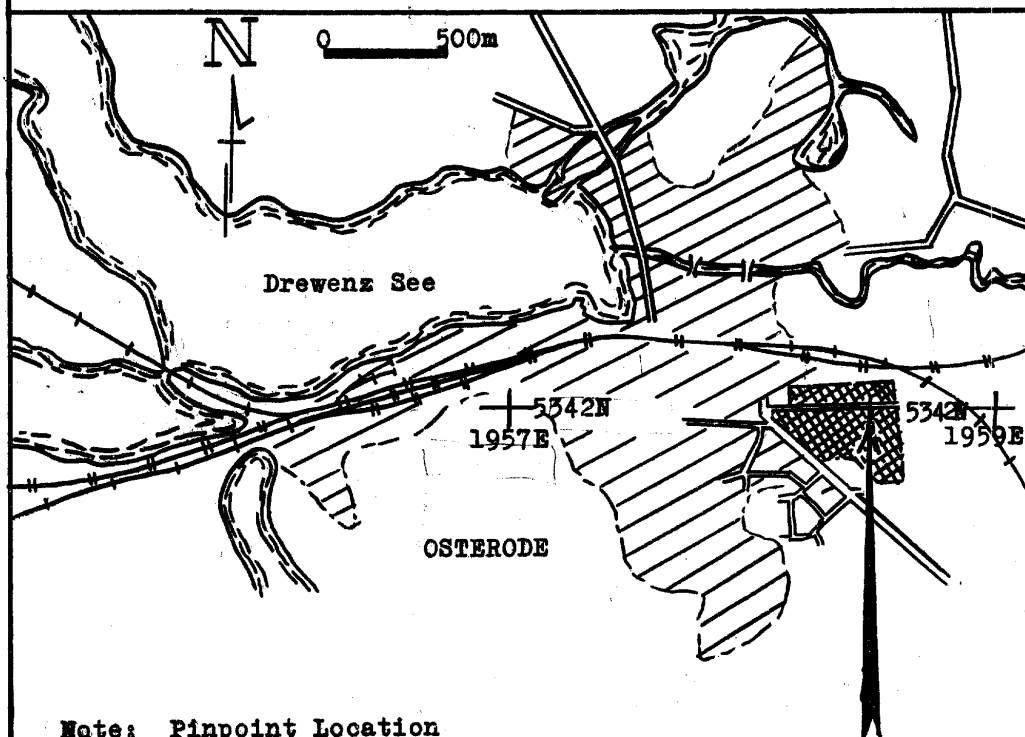 N
0 500m
Drewenz See
5342N
1957E
5342N
1959E
OSTERODE
Note: Pinpoint Location